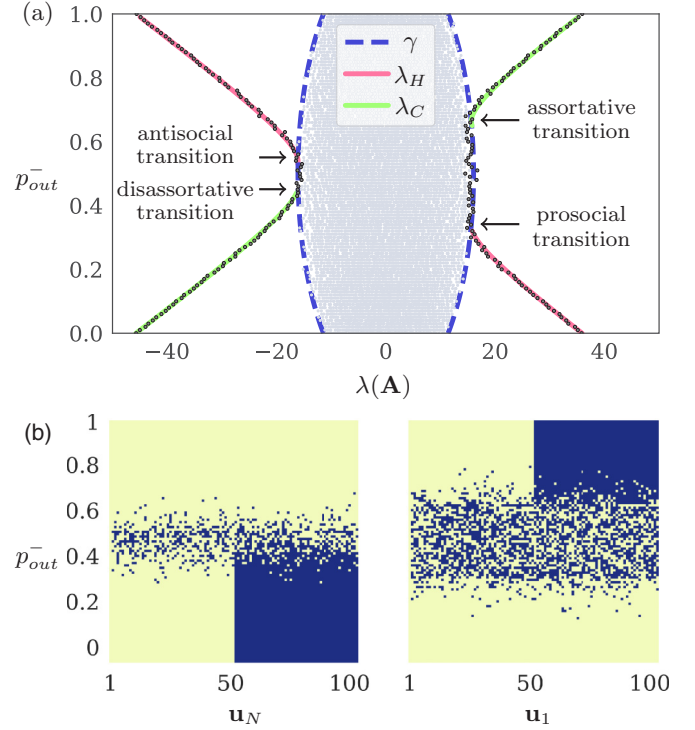 (a)
1.0
0.8
0.6
0.4
0.2
0.0
p⁻out
γ
λH
λC
antisocial
transition
disassortative
transition
assortative
transition
prosocial
transition
−40
−20
0
20
40
λ(A)
(b)
1
0.8
0.6
0.4
0.2
0
p⁻out
1
50
100
1
50
100
uN
u1